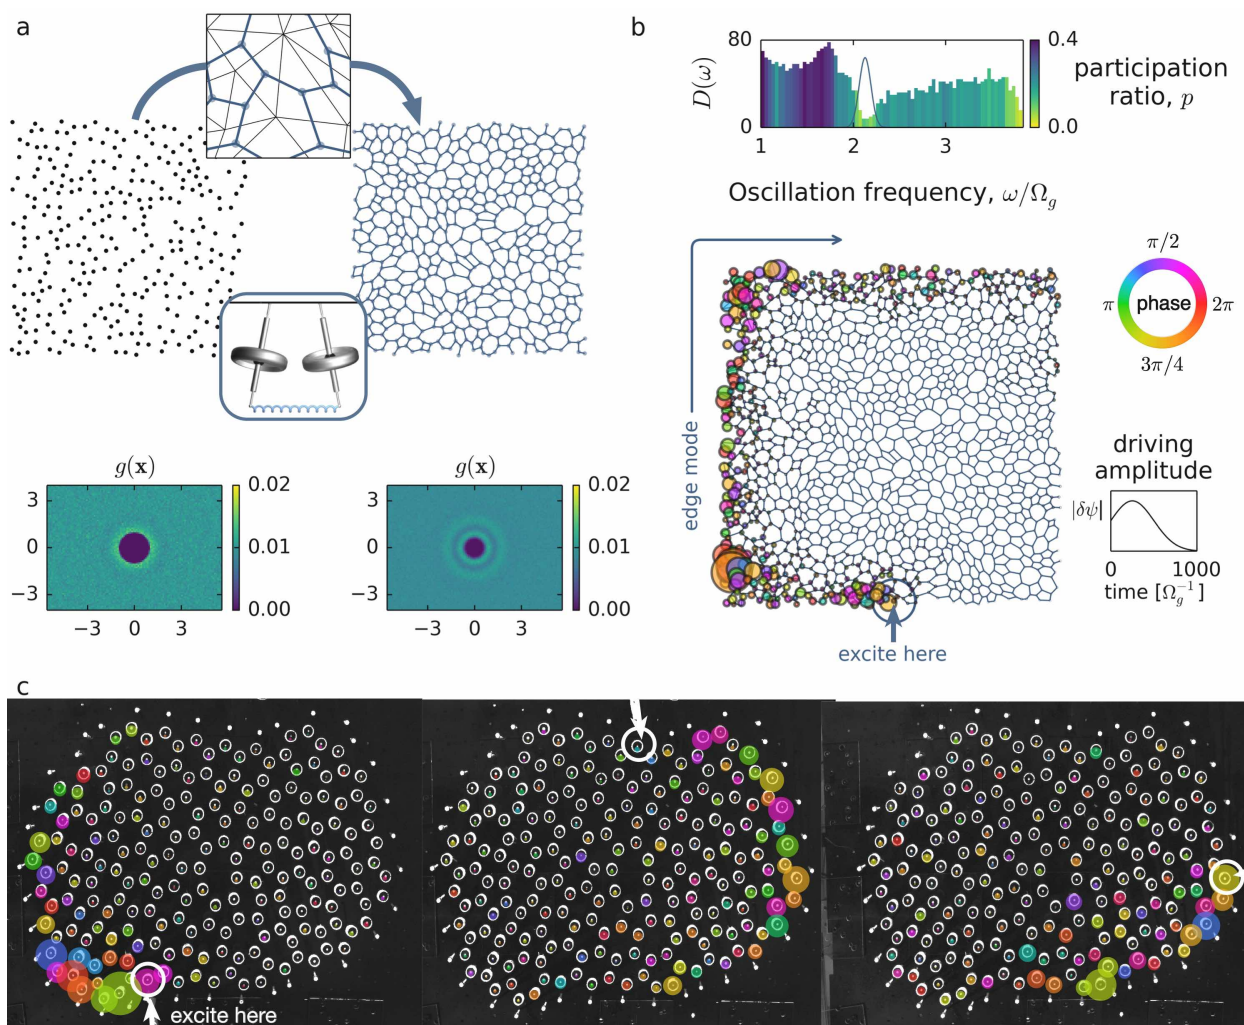 a
g(x)
3
0
−3
−3 0 3
0.02
0.01
0.00
g(x)
3
0
−3
−3 0 3
0.02
0.01
0.00
b
D(ω)
80
0
1 2 3
0.4
0.0
participation
ratio, p
Oscillation frequency, ω/Ω_g
edge mode
excite here
π/2
π phase 2π
3π/4
driving
amplitude
|δψ|
0 1000
time [Ω_g^{-1}]
c
excite here